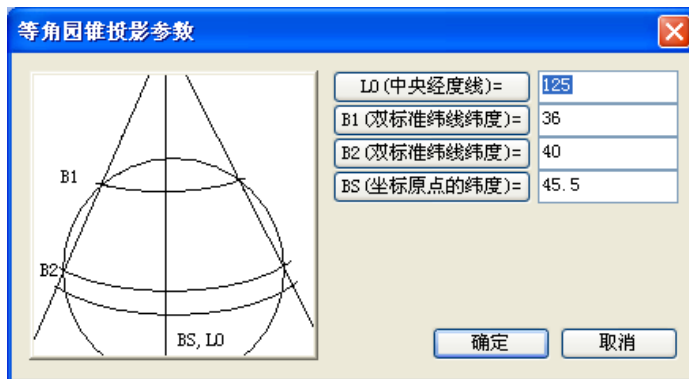 等角园锥投影参数
L0(中央经度线)=
125
B1(双标准纬线纬度)=
36
B2(双标准纬线纬度)=
40
BS(坐标原点的纬度)=
45.5
B1
B2
BS, L0
确定
取消